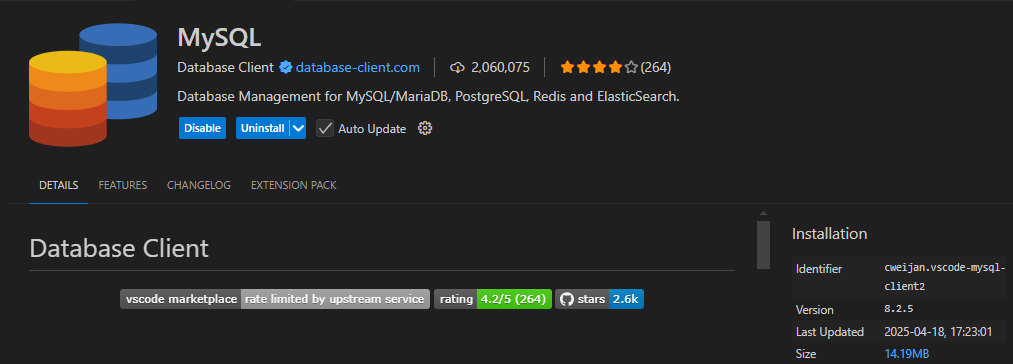 MySQL
Database Client database-client.com 2,060,075 (264)
Database Management for MySQL/MariaDB, PostgreSQL, Redis and ElasticSearch.
Disable Uninstall Auto Update
DETAILS FEATURES CHANGELOG EXTENSION PACK
Database Client
vscode marketplace rate limited by upstream service rating 4.2/5 (264) stars 2.6k
Installation
Identifier cweijan.vscode-mysql-
client2
Version 8.2.5
Last Updated 2025-04-18, 17:23:01
Size 14.19MB